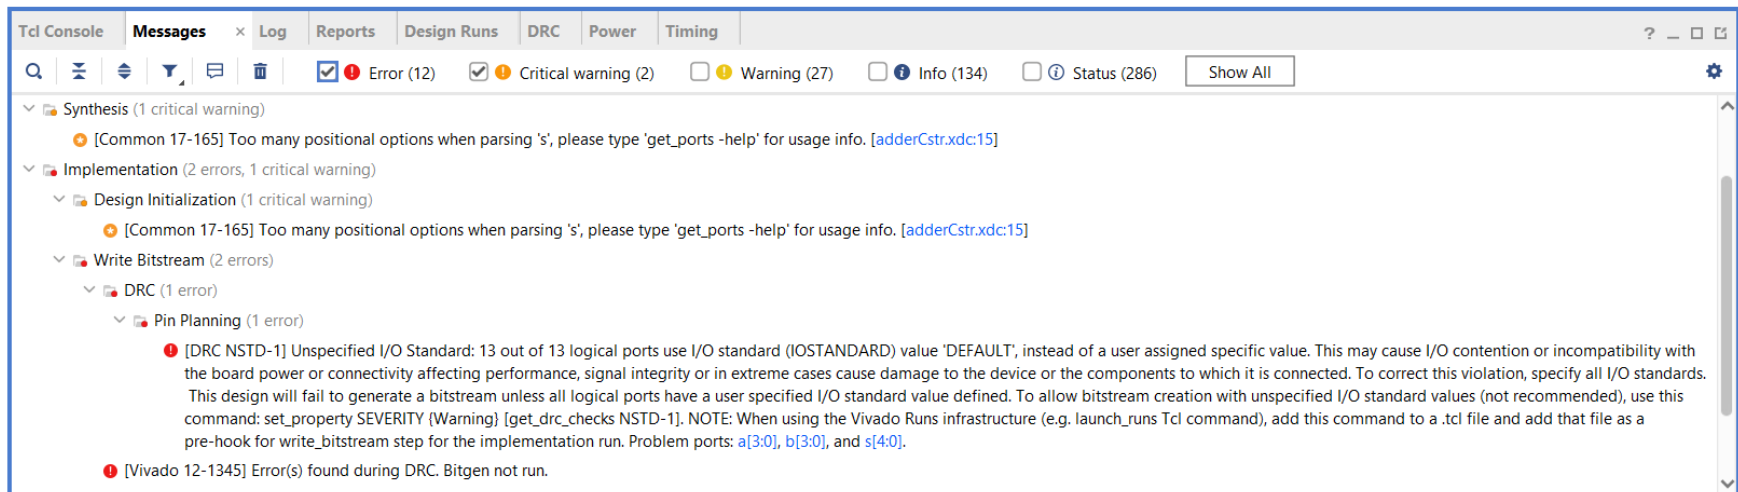 Tcl Console Messages × Log Reports Design Runs DRC Power Timing ?
Error (12) Critical warning (2) Warning (27) Info (134) Status (286) Show All
Synthesis (1 critical warning)
[Common 17-165] Too many positional options when parsing 's', please type 'get_ports -help' for usage info. [adderCstr.xdc:15]
Implementation (2 errors, 1 critical warning)
Design Initialization (1 critical warning)
[Common 17-165] Too many positional options when parsing 's', please type 'get_ports -help' for usage info. [adderCstr.xdc:15]
Write Bitstream (2 errors)
DRC (1 error)
Pin Planning (1 error)
[DRC NSTD-1] Unspecified I/O Standard: 13 out of 13 logical ports use I/O standard (IOSTANDARD) value 'DEFAULT', instead of a user assigned specific value. This may cause I/O contention or incompatibility with
the board power or connectivity affecting performance, signal integrity or in extreme cases cause damage to the device or the components to which it is connected. To correct this violation, specify all I/O standards.
This design will fail to generate a bitstream unless all logical ports have a user specified I/O standard value defined. To allow bitstream creation with unspecified I/O standard values (not recommended), use this
command: set_property SEVERITY {Warning} [get_drc_checks NSTD-1]. NOTE: When using the Vivado Runs infrastructure (e.g. launch_runs Tcl command), add this command to a .tcl file and add that file as a
pre-hook for write_bitstream step for the implementation run. Problem ports: a[3:0], b[3:0], and s[4:0].
[Vivado 12-1345] Error(s) found during DRC. Bitgen not run.